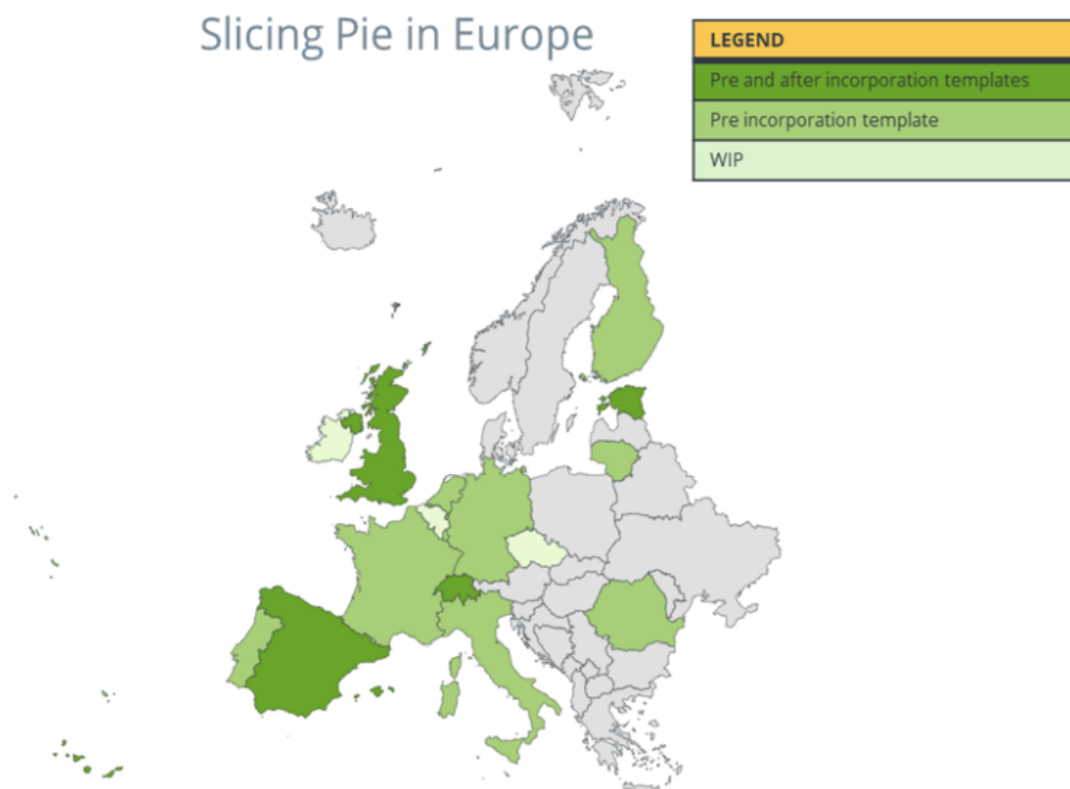 Slicing Pie in Europe
LEGEND
Pre and after incorporation templates
Pre incorporation template
WIP